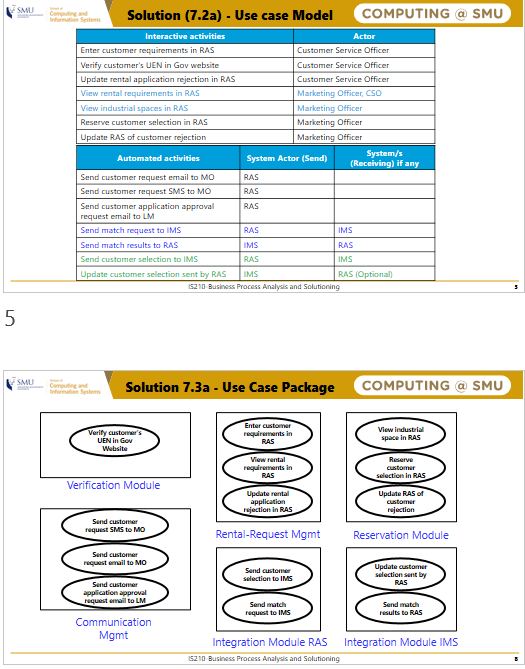 SMU
School of
Computing and
Information Systems
Solution (7.2a) - Use case Model
COMPUTING @ SMU
Interactive activities
Actor
Enter customer requirements in RAS
Customer Service Officer
Verify customer's UEN in Gov website
Customer Service Officer
Update rental application rejection in RAS
Customer Service Officer
View rental requirements in RAS
Marketing Officer, CSO
View industrial spaces in RAS
Marketing Officer
Reserve customer selection in RAS
Marketing Officer
Update RAS of customer rejection
Marketing Officer
Automated activities
System Actor (Send)
System/s
(Receiving) if any
Send customer request email to MO
RAS
Send customer request SMS to MO
RAS
Send customer application approval
request email to LM
RAS
Send match request to IMS
RAS
IMS
Send match results to RAS
IMS
RAS
Send customer selection to IMS
RAS
IMS
Update customer selection sent by RAS
IMS
RAS (Optional)
IS210-Business Process Analysis and Solutioning
5
5
SMU
School of
Computing and
Information Systems
Solution 7.3a - Use Case Package
COMPUTING @ SMU
Verify customer's
UEN in Gov
Website
Verification Module
Send customer
request SMS to MO
Send customer
request email to MO
Send customer
application approval
request email to LM
Communication
Mgmt
Enter customer
requirements in
RAS
View rental
requirements in
RAS
Update rental
application
rejection in RAS
Rental-Request Mgmt
View industrial
space in RAS
Reserve
customer
selection in RAS
Update RAS of
customer
rejection
Reservation Module
Send customer
selection to IMS
Send match
request to IMS
Integration Module RAS
Update customer
selection sent by
RAS
Send match
results to RAS
Integration Module IMS
IS210-Business Process Analysis and Solutioning
8